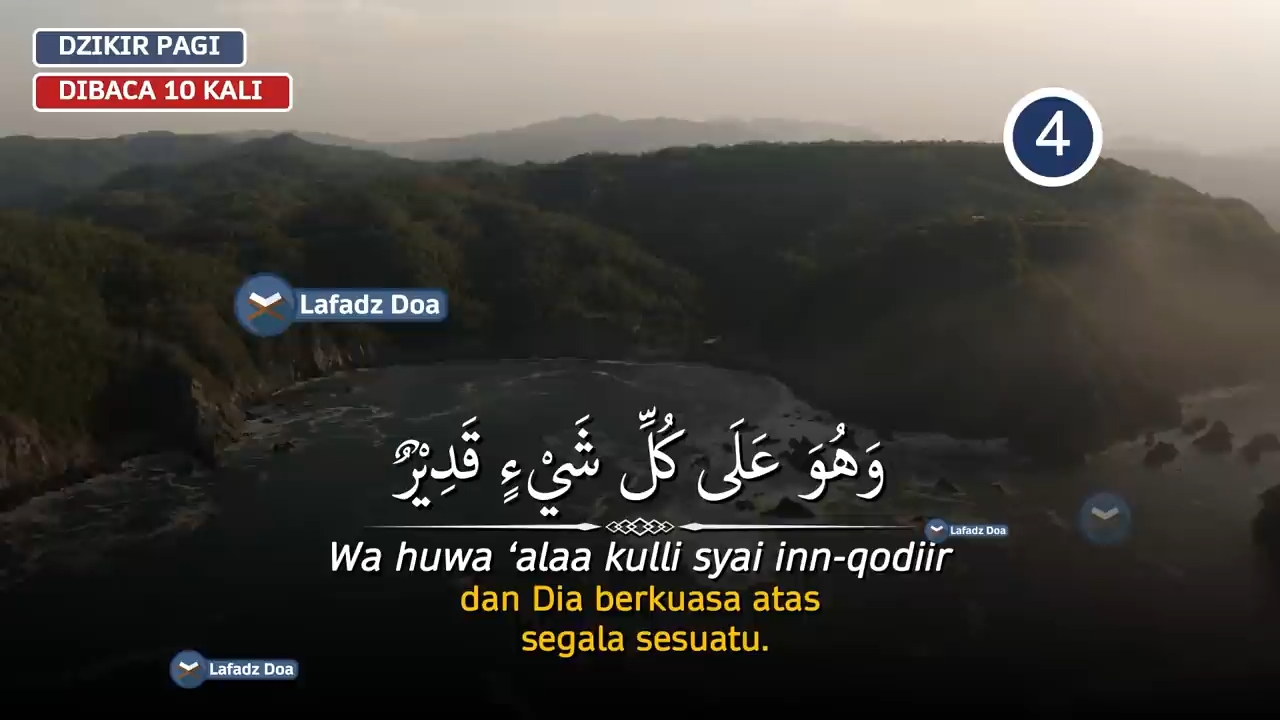 DZIKIR PAGI
DIBACA 10 KALI
4
Lafadz Doa
وَهُوَ عَلَى كُلِّ شَيْءٍ قَدِيْرٌ
Lafadz Doa
Wa huwa ‘alaa kulli syai inn-qodiir
dan Dia berkuasa atas
segala sesuatu.
Lafadz Doa